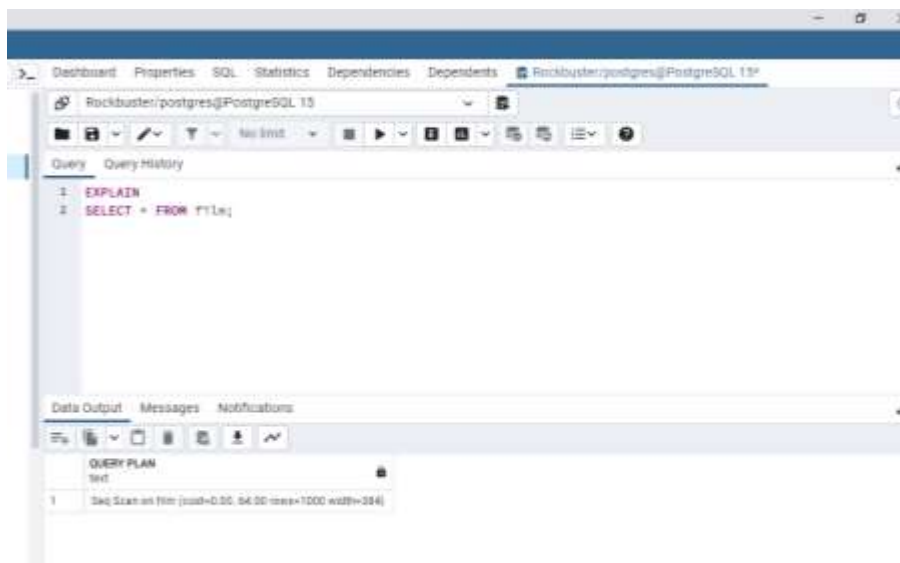 Dashboard Properties SQL Statistics Dependencies Dependents Rockbuster/postgres@PostgreSQL 15*
Rockbuster/postgres@PostgreSQL 15
No limit
Query Query History
1 EXPLAIN
2 SELECT * FROM film;
Data Output Messages Notifications
QUERY PLAN
text
1 Seq Scan on film (cost=0.00..64.00 rows=1000 width=384)